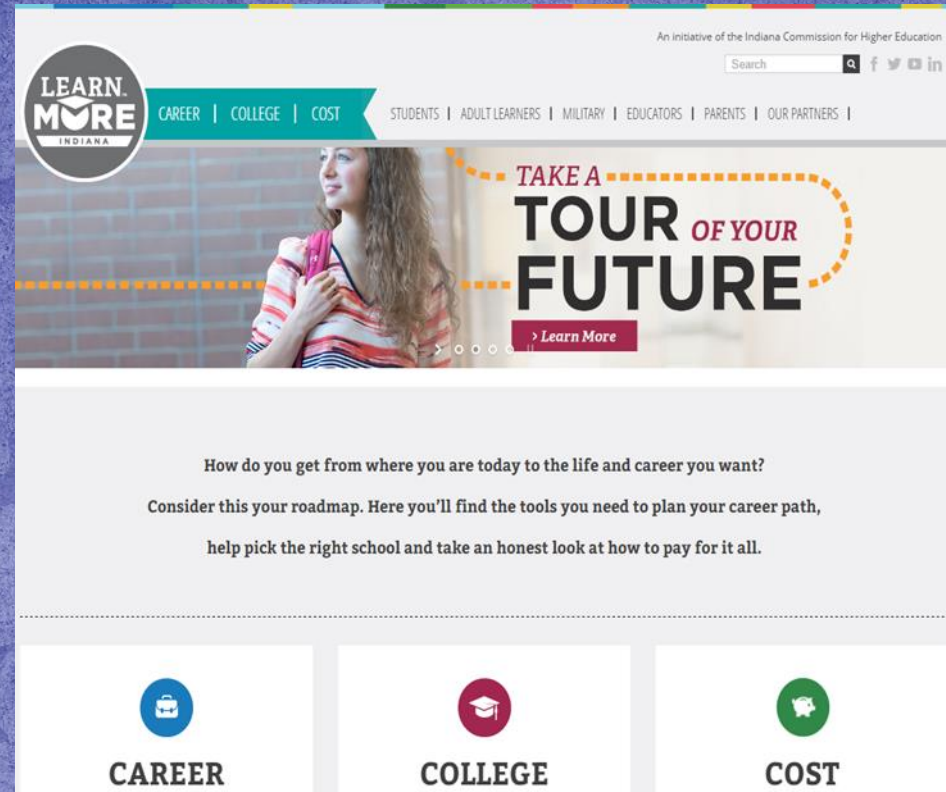 An initiative of the Indiana Commission for Higher Education
Search
f in
LEARN
MORE
INDIANA
CAREER | COLLEGE | COST
STUDENTS | ADULT LEARNERS | MILITARY | EDUCATORS | PARENTS | OUR PARTNERS |
TAKE A
TOUR OF YOUR
FUTURE
> Learn More
How do you get from where you are today to the life and career you want?
Consider this your roadmap. Here you'll find the tools you need to plan your career path,
help pick the right school and take an honest look at how to pay for it all.
CAREER
COLLEGE
COST